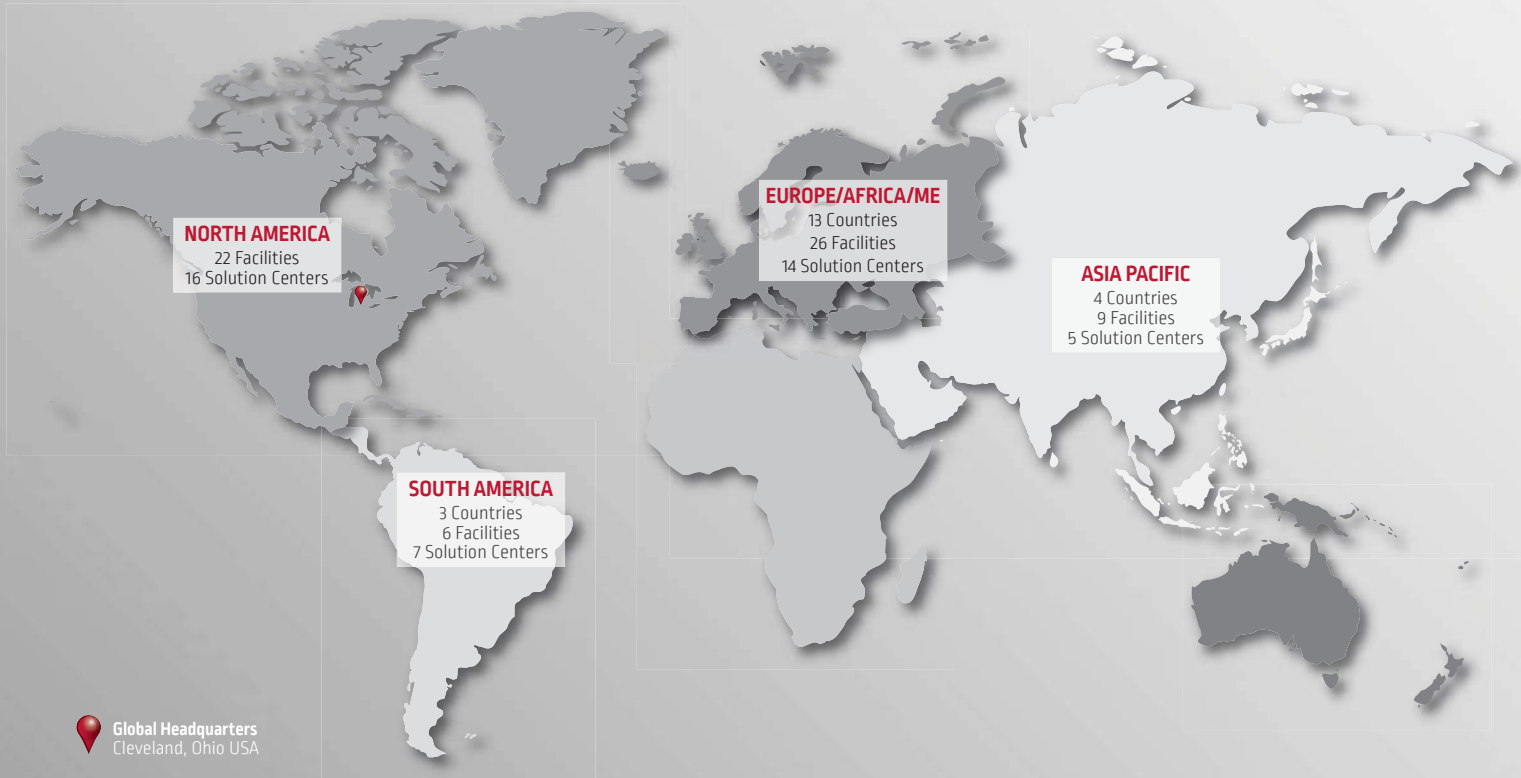 NORTH AMERICA
22 Facilities
16 Solution Centers
EUROPE/AFRICA/ME
13 Countries
26 Facilities
14 Solution Centers
ASIA PACIFIC
4 Countries
9 Facilities
5 Solution Centers
SOUTH AMERICA
3 Countries
6 Facilities
7 Solution Centers
Global Headquarters
Cleveland, Ohio USA